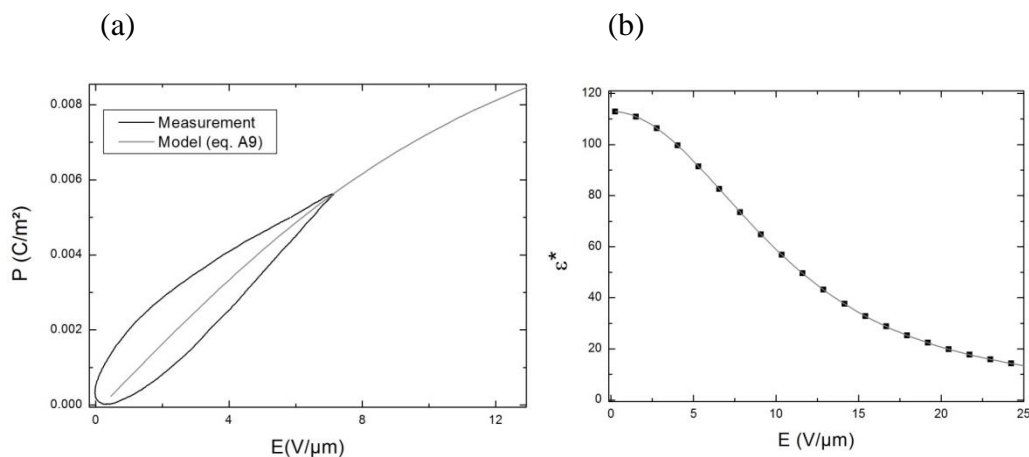 (a)
(b)
0.008
0.006
0.004
0.002
0.000
P (C/m²)
Measurement
Model (eq. A9)
0
4
8
12
E(V/μm)
120
100
80
60
40
20
0
ε*
0
5
10
15
20
25
E (V/μm)